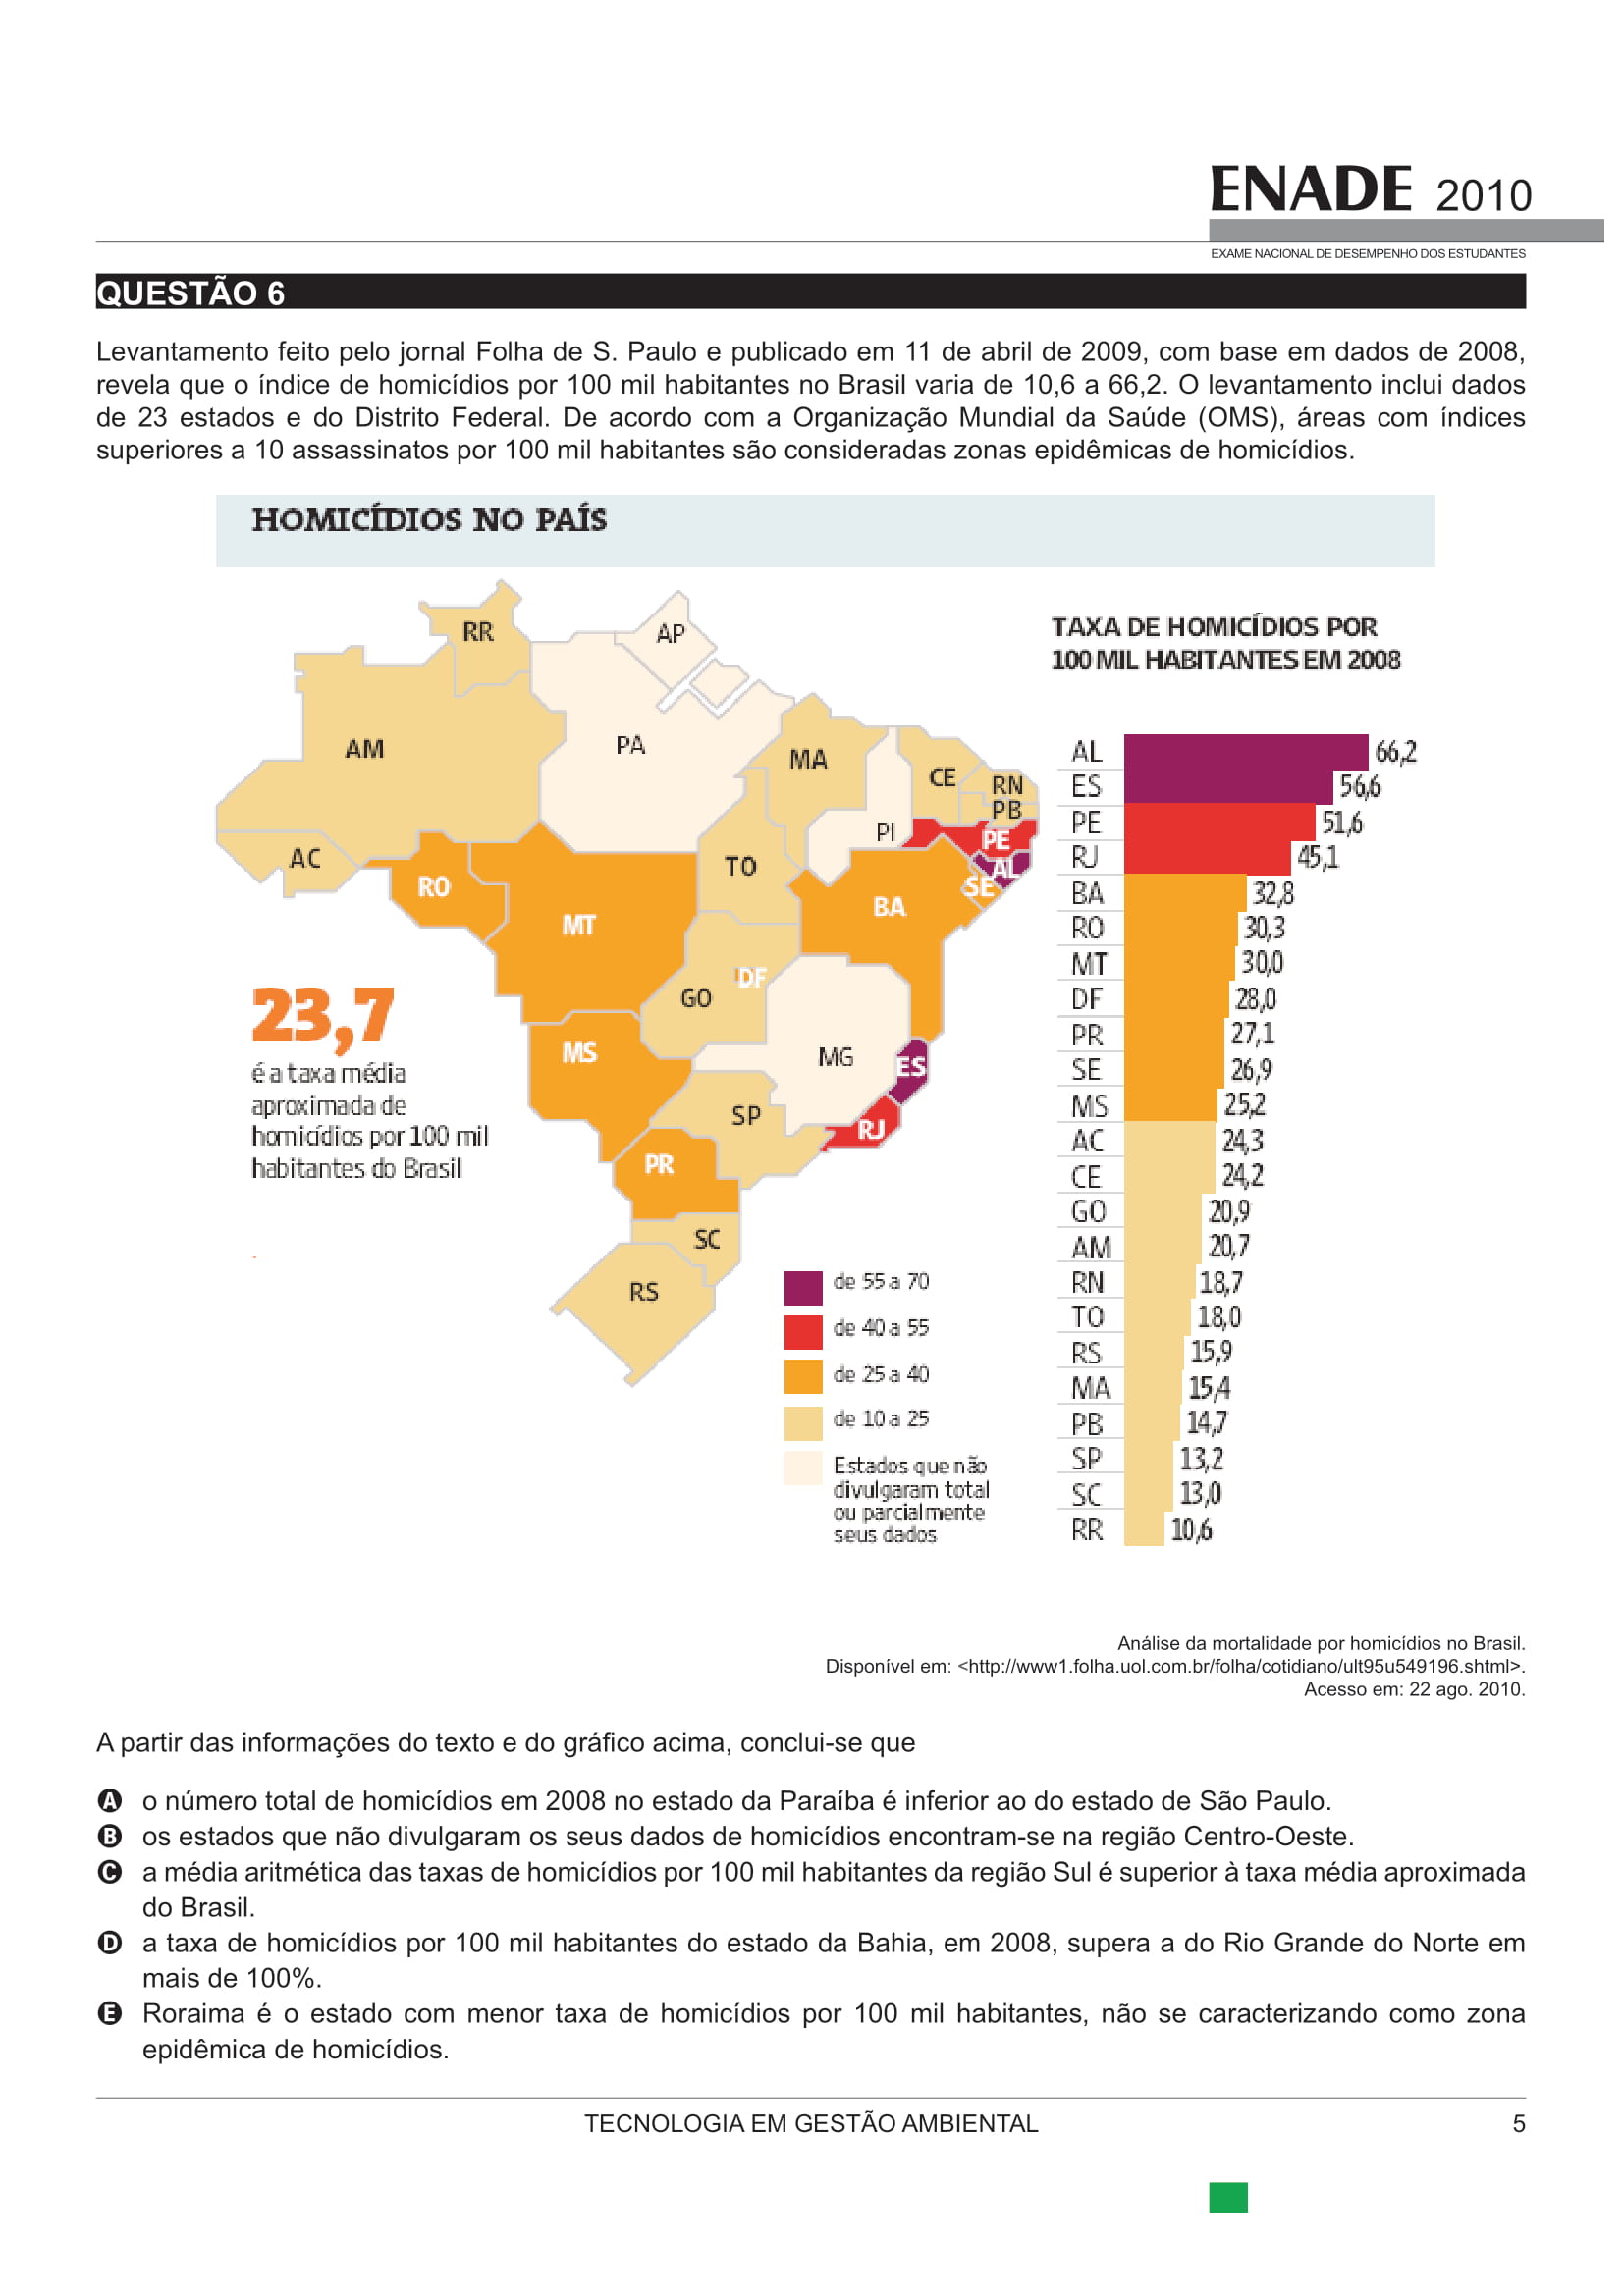 ENADE 2010
EXAME NACIONAL DE DESEMPENHO DOS ESTUDANTES
QUESTÃO 6
Levantamento feito pelo jornal Folha de S. Paulo e publicado em 11 de abril de 2009, com base em dados de 2008,
revela que o índice de homicídios por 100 mil habitantes no Brasil varia de 10,6 a 66,2. O levantamento inclui dados
de 23 estados e do Distrito Federal. De acordo com a Organização Mundial da Saúde (OMS), áreas com índices
superiores a 10 assassinatos por 100 mil habitantes são consideradas zonas epidêmicas de homicídios.
HOMICÍDIOS NO PAÍS
RR
AP
AM
PA
MA
CE
RN
PB
PI
PE
AC
TO
AL
RO
SE
BA
MT
DF
GO
MS
MG
ES
SP
RJ
PR
SC
RS
23,7
é a taxa média
aproximada de
homicídios por 100 mil
habitantes do Brasil
de 55 a 70
de 40 a 55
de 25 a 40
de 10 a 25
Estados que não
divulgaram total
ou parcialmente
seus dados
TAXA DE HOMICÍDIOS POR
100 MIL HABITANTES EM 2008
AL 66,2
ES 56,6
PE 51,6
RJ 45,1
BA 32,8
RO 30,3
MT 30,0
DF 28,0
PR 27,1
SE 26,9
MS 25,2
AC 24,3
CE 24,2
GO 20,9
AM 20,7
RN 18,7
TO 18,0
RS 15,9
MA 15,4
PB 14,7
SP 13,2
SC 13,0
RR 10,6
Análise da mortalidade por homicídios no Brasil.
Disponível em: <http://www1.folha.uol.com.br/folha/cotidiano/ult95u549196.shtml>.
Acesso em: 22 ago. 2010.
A partir das informações do texto e do gráfico acima, conclui-se que
A o número total de homicídios em 2008 no estado da Paraíba é inferior ao do estado de São Paulo.
B os estados que não divulgaram os seus dados de homicídios encontram-se na região Centro-Oeste.
C a média aritmética das taxas de homicídios por 100 mil habitantes da região Sul é superior à taxa média aproximada
do Brasil.
D a taxa de homicídios por 100 mil habitantes do estado da Bahia, em 2008, supera a do Rio Grande do Norte em
mais de 100%.
E Roraima é o estado com menor taxa de homicídios por 100 mil habitantes, não se caracterizando como zona
epidêmica de homicídios.
TECNOLOGIA EM GESTÃO AMBIENTAL 5